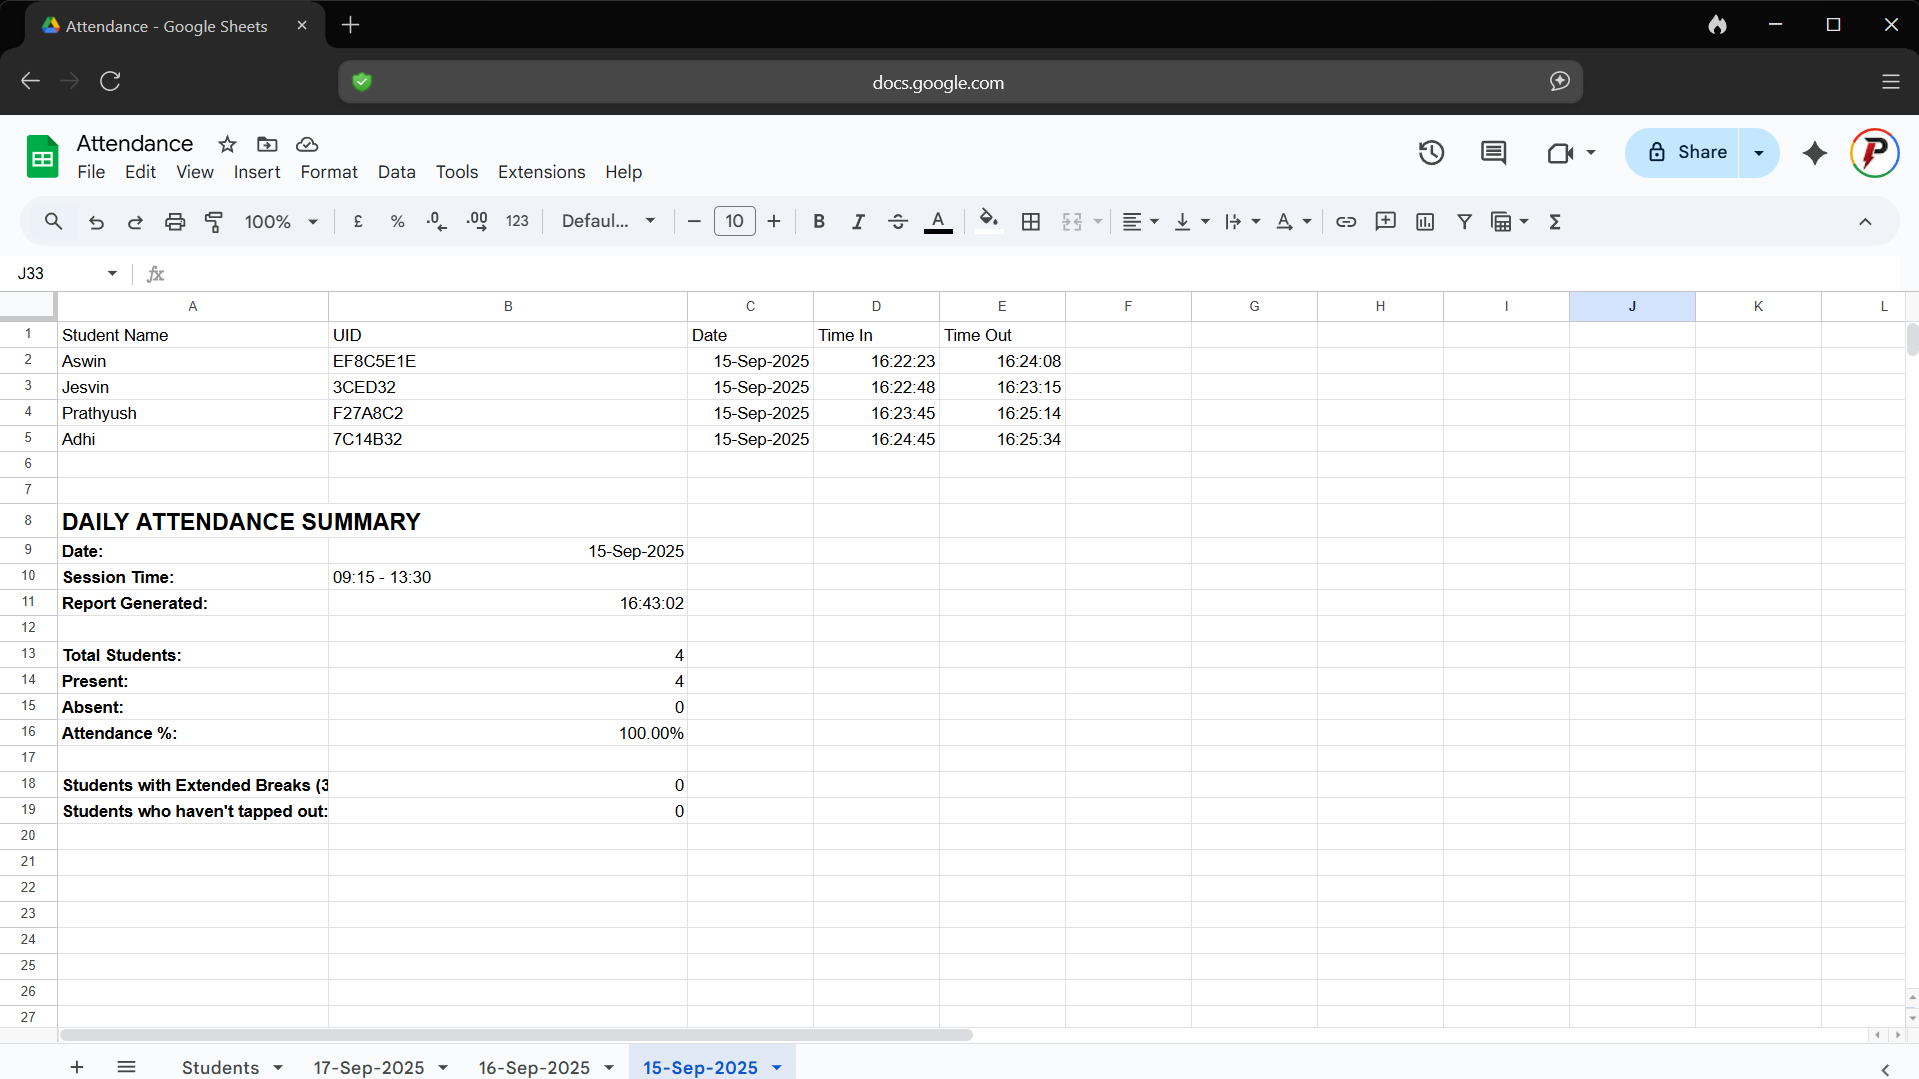 Attendance - Google Sheets
docs.google.com
Attendance
File Edit View Insert Format Data Tools Extensions Help
Share
100% £ % .0 .00 123 Defaul... 10 B I A A Σ
J33 fx
A B C D E F G H I J K L
1 Student Name UID Date Time In Time Out
2 Aswin EF8C5E1E 15-Sep-2025 16:22:23 16:24:08
3 Jesvin 3CED32 15-Sep-2025 16:22:48 16:23:15
4 Prathyush F27A8C2 15-Sep-2025 16:23:45 16:25:14
5 Adhi 7C14B32 15-Sep-2025 16:24:45 16:25:34
6
7
8 DAILY ATTENDANCE SUMMARY
9 Date: 15-Sep-2025
10 Session Time: 09:15 - 13:30
11 Report Generated: 16:43:02
12
13 Total Students: 4
14 Present: 4
15 Absent: 0
16 Attendance %: 100.00%
17
18 Students with Extended Breaks (3 0
19 Students who haven't tapped out: 0
20
21
22
23
24
25
26
27
Students 17-Sep-2025 16-Sep-2025 15-Sep-2025